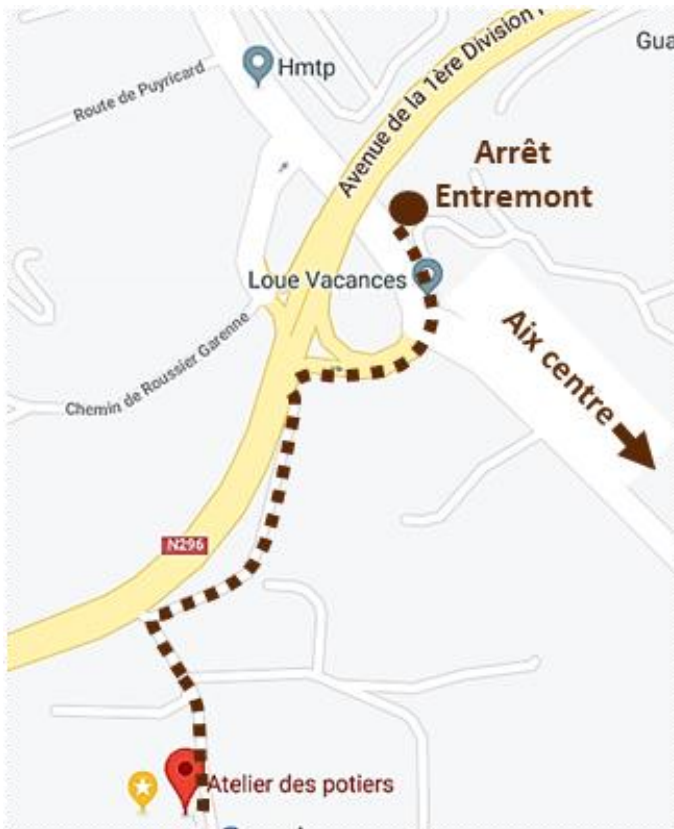 Gua
Hmtp
Route de Puyricard
Avenue de la 1ère Division
Arrêt
Entremont
Loue Vacances
Aix centre
Chemin de Roussier Garenne
N296
Atelier des potiers